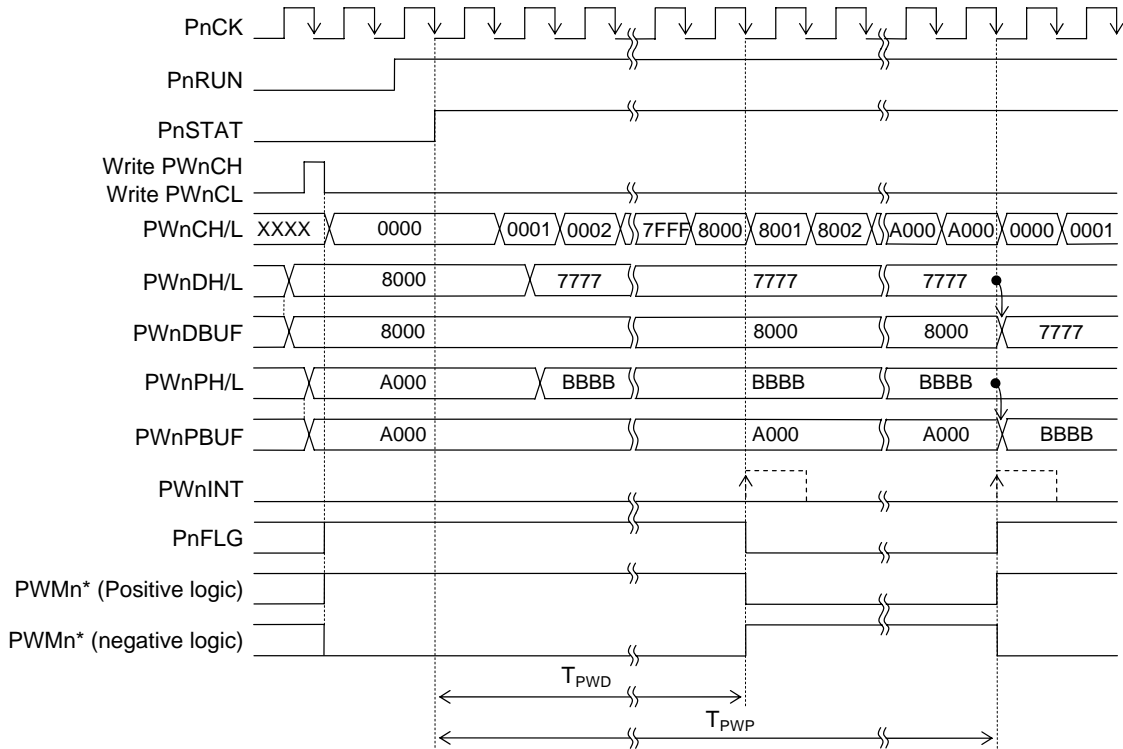 PnCK
PnRUN
PnSTAT
Write PWnCH
Write PWnCL
PWnCH/L XXXX 0000 0001 0002 7FFF 8000 8001 8002 A000 A000 0000 0001
PWnDH/L 8000 7777 7777 7777
PWnDBUF 8000 8000 8000 7777
PWnPH/L A000 BBBB BBBB BBBB
PWnPBUF A000 A000 A000 BBBB
PWnINT
PnFLG
PWMn* (Positive logic)
PWMn* (negative logic)
TPWD
TPWP